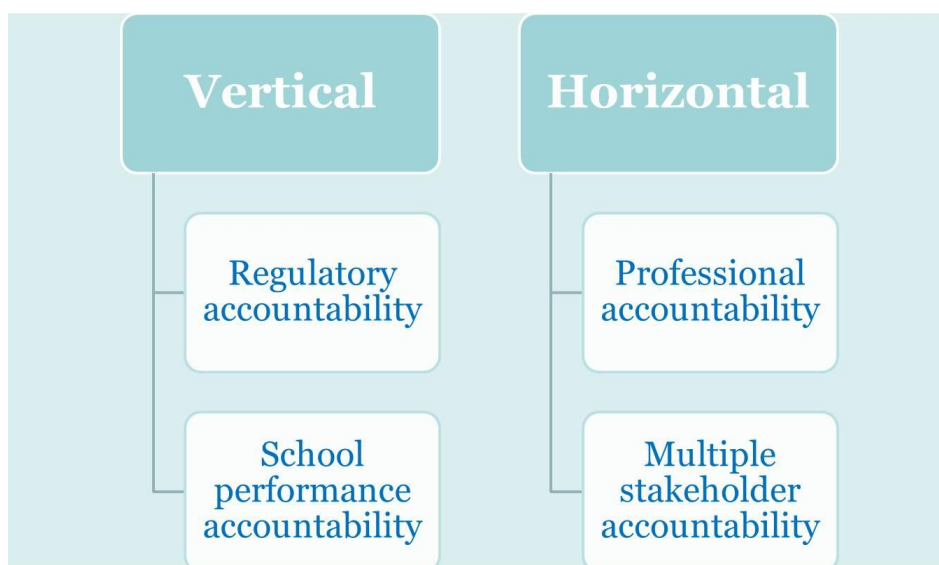 Vertical
Regulatory
accountability
School
performance
accountability
Horizontal
Professional
accountability
Multiple
stakeholder
accountability